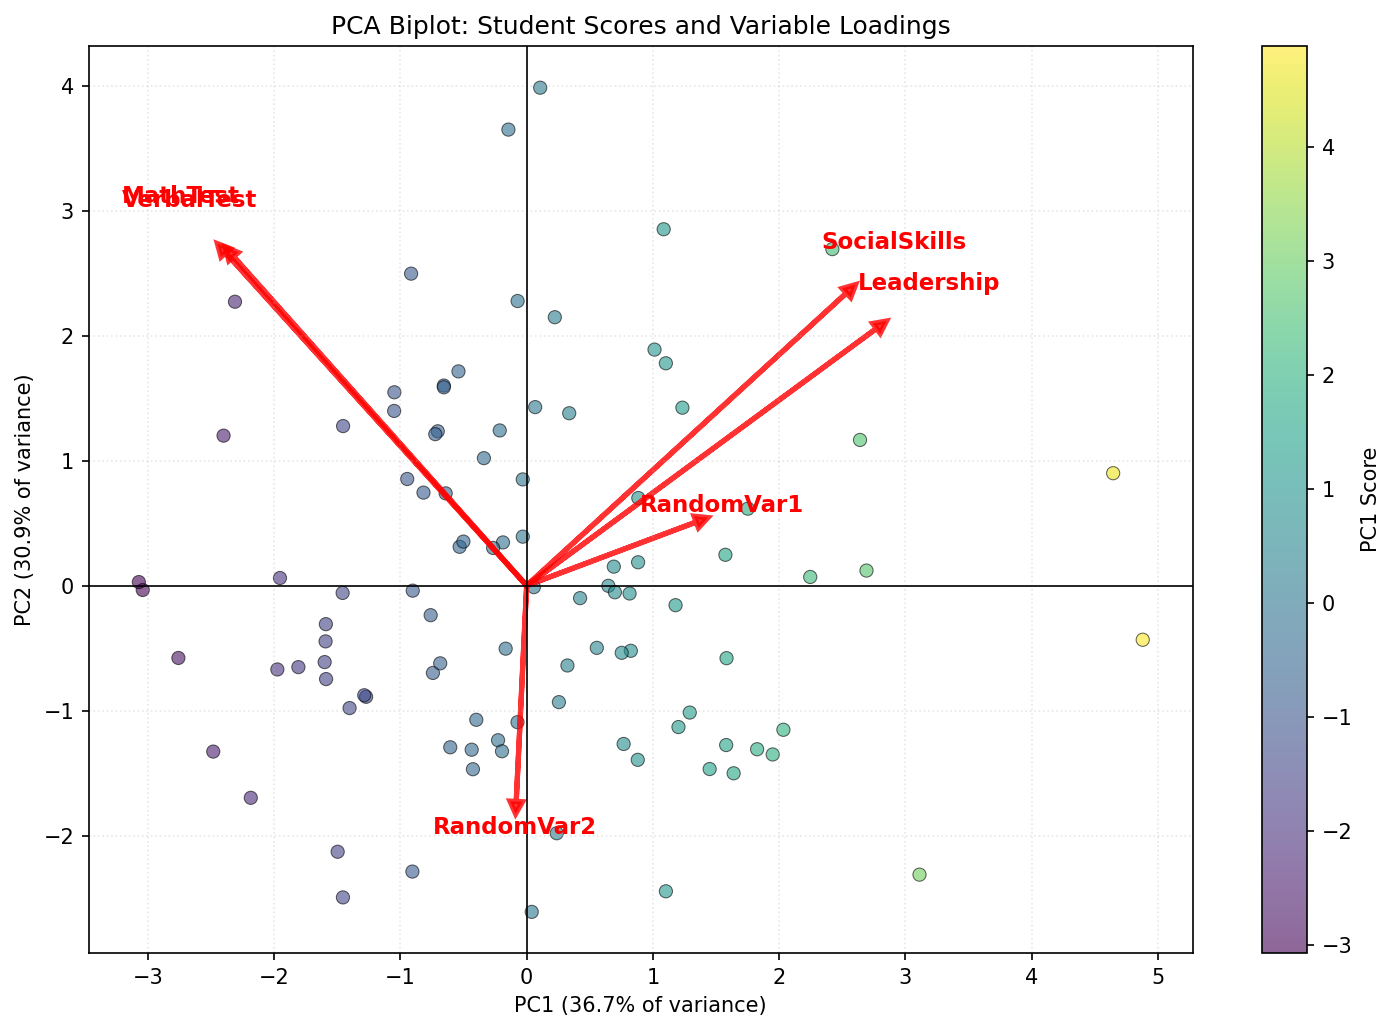 PCA Biplot: Student Scores and Variable Loadings
PC2 (30.9% of variance)
4
3
2
1
0
−1
−2
MathTest
VerbalTest
SocialSkills
Leadership
RandomVar1
RandomVar2
−3
−2
−1
0
1
2
3
4
5
PC1 (36.7% of variance)
4
3
2
1
0
−1
−2
−3
PC1 Score